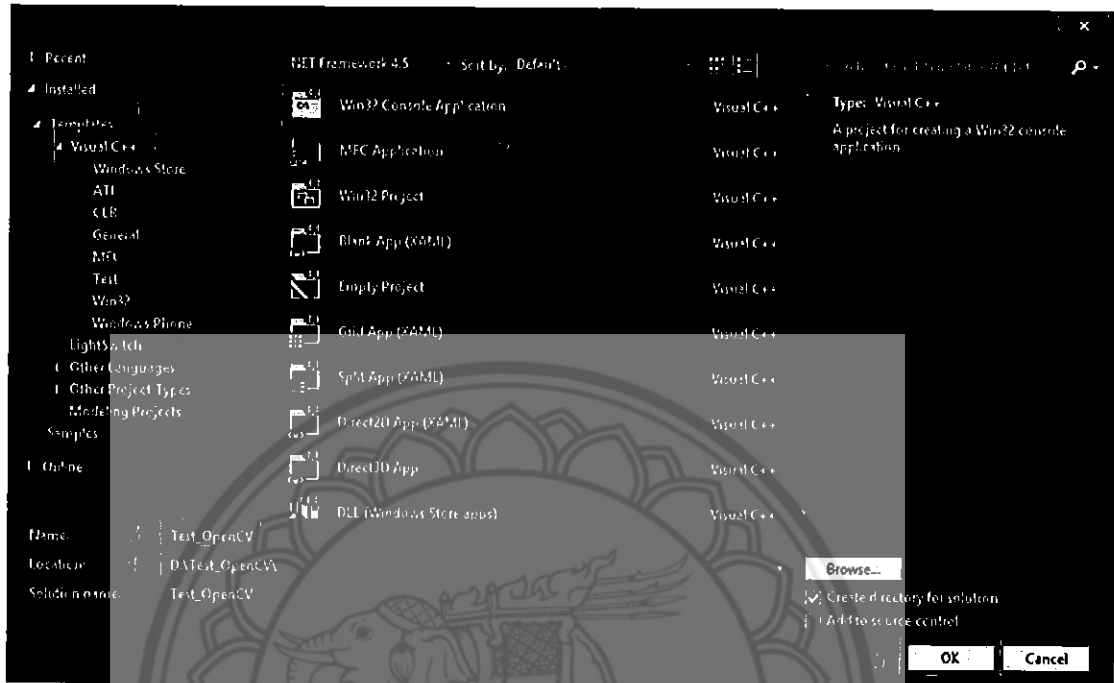 Recent
Installed
Templates
Visual C++
Windows Store
ATL
CLR
General
MFC
Test
Win32
Windows Phone
LightSwitch
Other Languages
Other Project Types
Modeling Projects
Samples
Online
.NET Framework 4.5 Sort by: Default
Win32 Console Application Visual C++
MFC Application Visual C++
Win32 Project Visual C++
Blank App (XAML) Visual C++
Empty Project Visual C++
Grid App (XAML) Visual C++
Split App (XAML) Visual C++
Direct2D App (XAML) Visual C++
Direct3D App Visual C++
DLL (Windows Store apps) Visual C++
Type: Visual C++
A project for creating a Win32 console
application
Name: Test_OpenCV
Location: D:\Test_OpenCV\
Solution name: Test_OpenCV
Browse...
Create directory for solution
Add to source control
OK Cancel